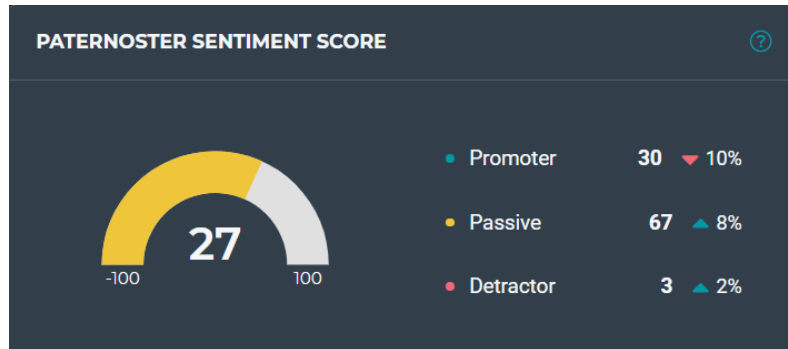 PATERNOSTER SENTIMENT SCORE ?
27
-100 100
Promoter 30 10%
Passive 67 8%
Detractor 3 2%